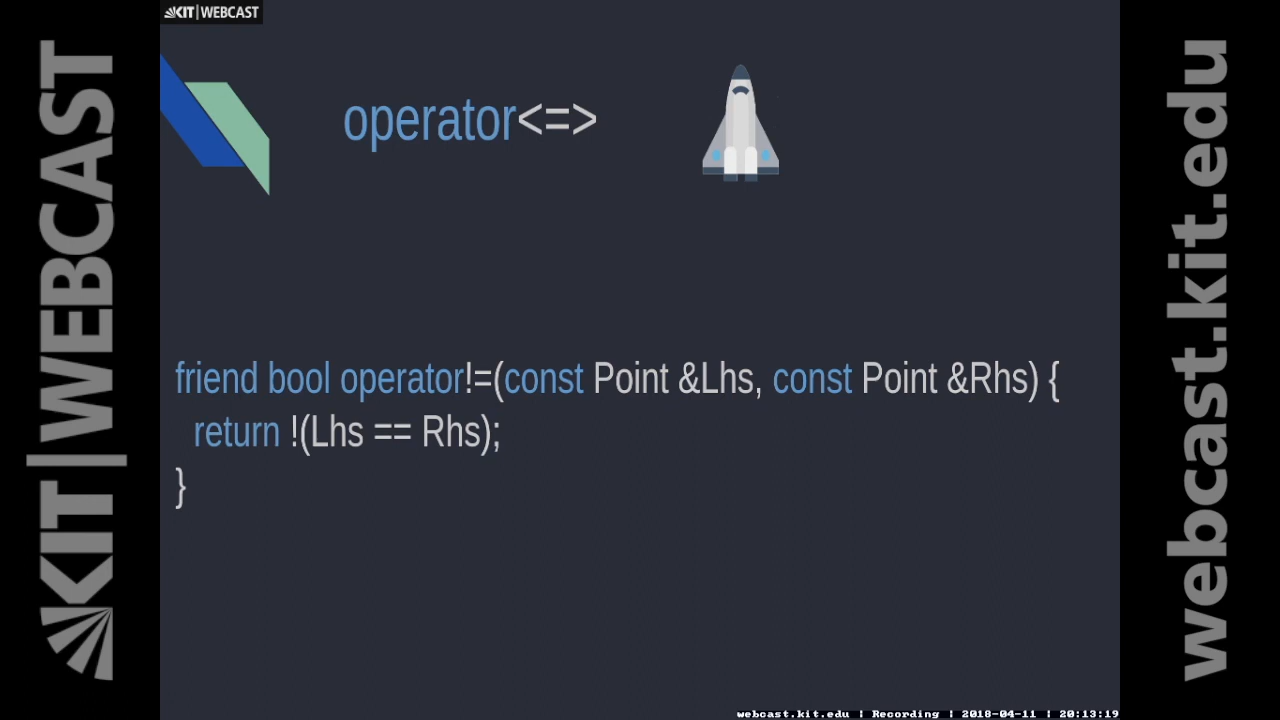 KIT|WEBCAST
KIT|WEBCAST
operator<=>
friend bool operator!=(const Point &Lhs, const Point &Rhs) {
return !(Lhs == Rhs);
}
webcast.kit.edu
webcast.kit.edu | Recording | 2018-04-11 | 20:13:19